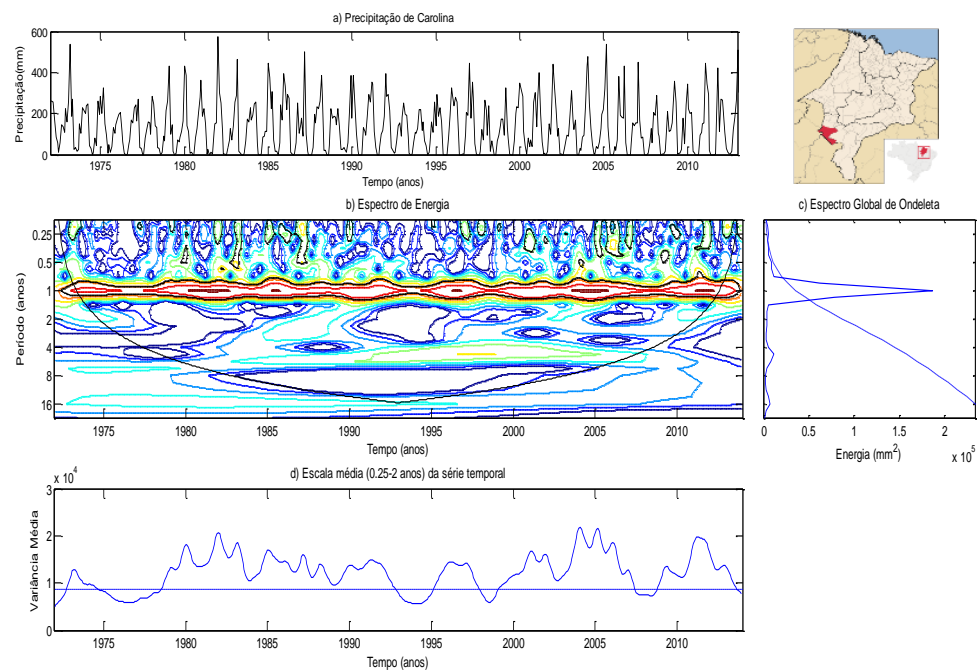 a) Precipitação de Carolina
Precipitação(mm)
600
400
200
0
1975 1980 1985 1990 1995 2000 2005 2010
Tempo (anos)
b) Espectro de Energia
Período (anos)
0.25
0.5
1
2
4
8
16
1975 1980 1985 1990 1995 2000 2005 2010
Tempo (anos)
c) Espectro Global de Ondeleta
0 0.5 1 1.5 2
x 10^5
Energia (mm²)
d) Escala média (0.25-2 anos) da série temporal
x 10^4
Variância Média
3
2
1
0
1975 1980 1985 1990 1995 2000 2005 2010
Tempo (anos)